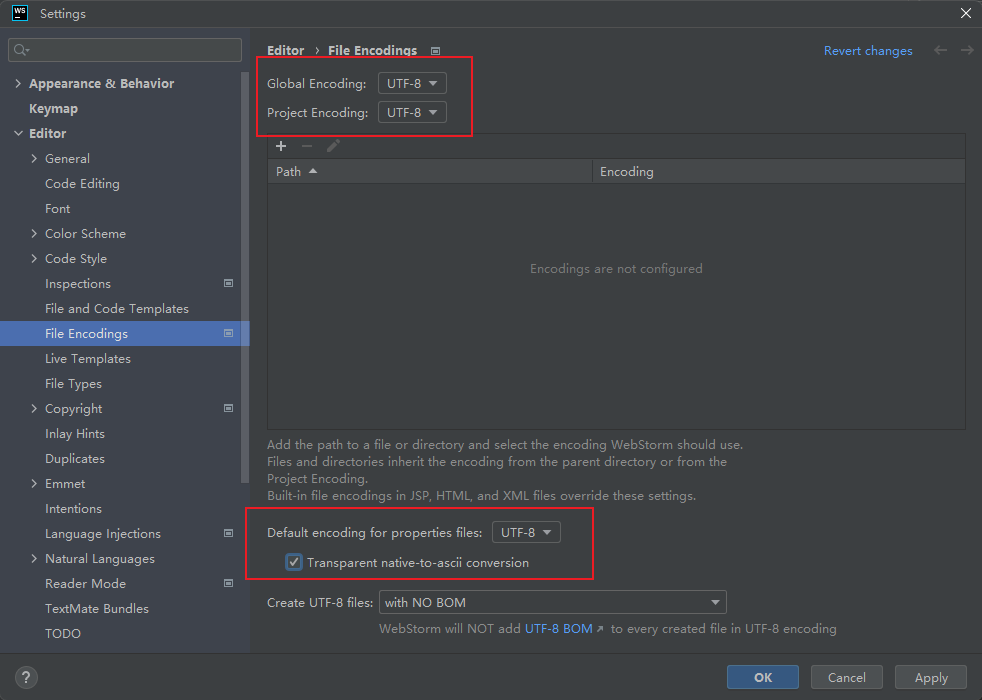 WS Settings
Editor › File Encodings Revert changes
Global Encoding: UTF-8
Project Encoding: UTF-8
Path Encoding
Encodings are not configured
Add the path to a file or directory and select the encoding WebStorm should use.
Files and directories inherit the encoding from the parent directory or from the
Project Encoding.
Built-in file encodings in JSP, HTML, and XML files override these settings.
Default encoding for properties files: UTF-8
Transparent native-to-ascii conversion
Create UTF-8 files: with NO BOM
WebStorm will NOT add UTF-8 BOM ↗ to every created file in UTF-8 encoding
Appearance & Behavior
Keymap
Editor
General
Code Editing
Font
Color Scheme
Code Style
Inspections
File and Code Templates
File Encodings
Live Templates
File Types
Copyright
Inlay Hints
Duplicates
Emmet
Intentions
Language Injections
Natural Languages
Reader Mode
TextMate Bundles
TODO
? OK Cancel Apply